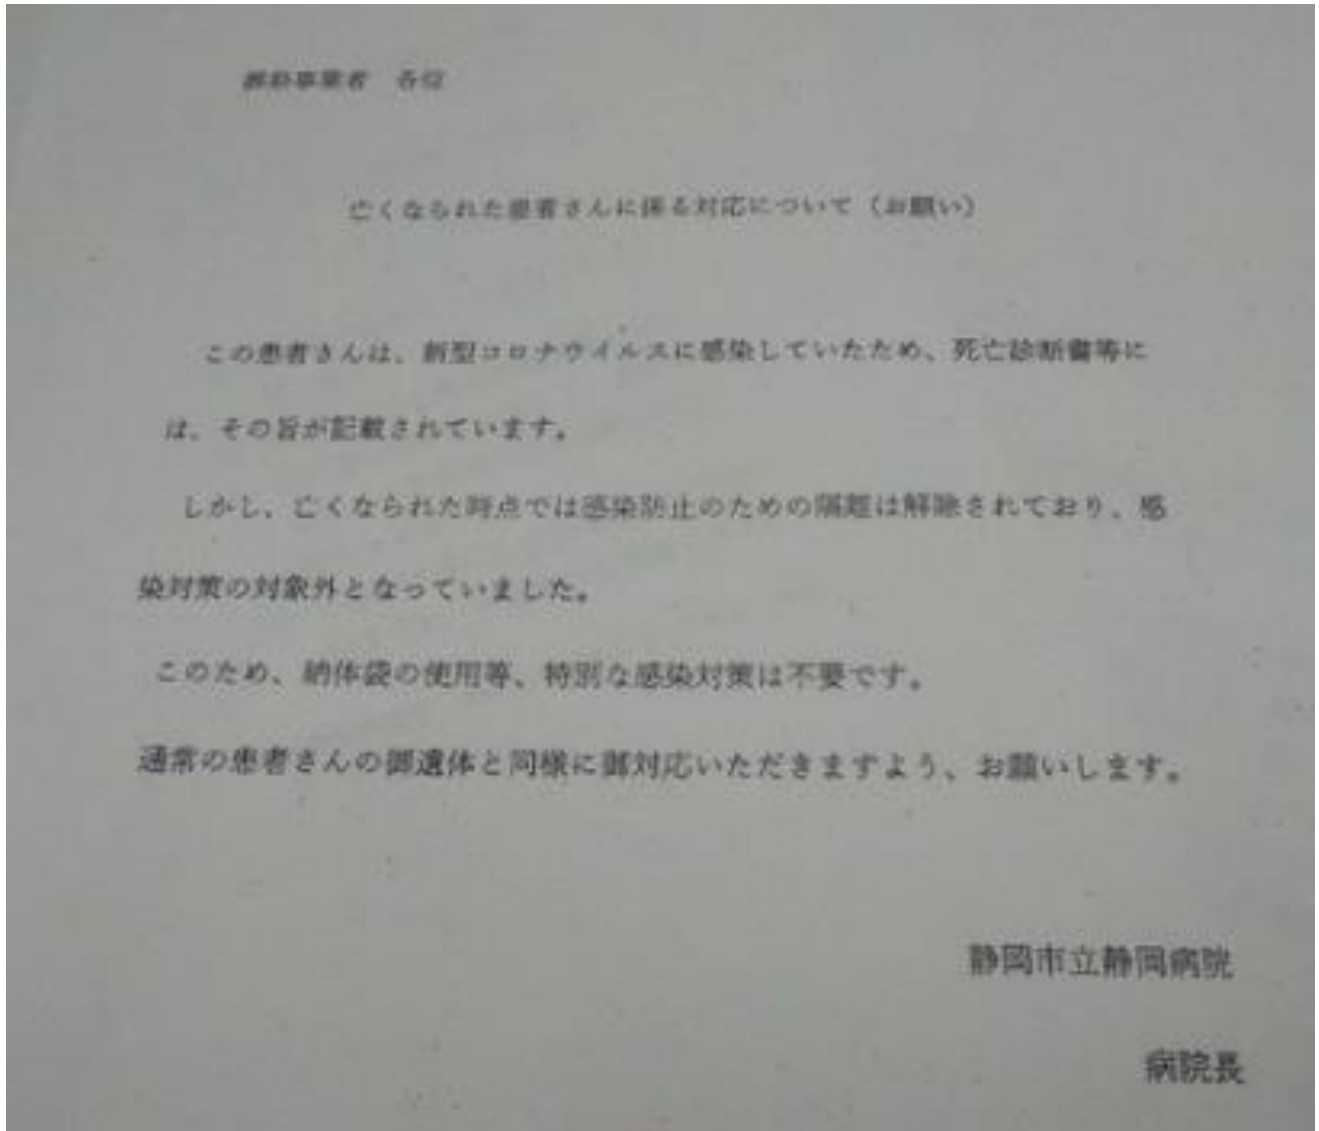 葬祭事業者 各位
亡くなられた患者さんに係る対応について（お願い）
この患者さんは、新型コロナウイルスに感染していたため、死亡診断書等に
は、その旨が記載されています。
しかし、亡くなられた時点では感染防止のための隔離は解除されており、感
染対策の対象外となっていました。
このため、納体袋の使用等、特別な感染対策は不要です。
通常の患者さんの御遺体と同様に御対応いただきますよう、お願いします。
静岡市立静岡病院
病院長